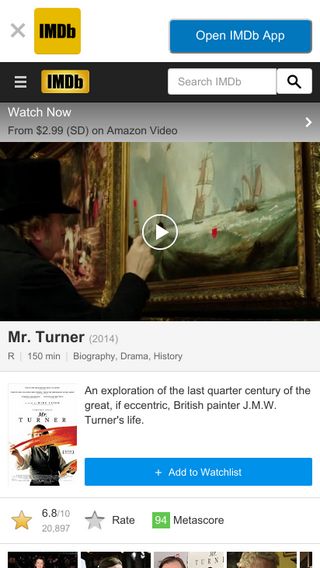 IMDb
Open IMDb App
IMDb
Search IMDb
Watch Now
From $2.99 (SD) on Amazon Video
Mr. Turner (2014)
R | 150 min | Biography, Drama, History
Mr.
TURNER
An exploration of the last quarter century of the
great, if eccentric, British painter J.M.W.
Turner's life.
+ Add to Watchlist
6.8/10
20,897
Rate
94 Metascore